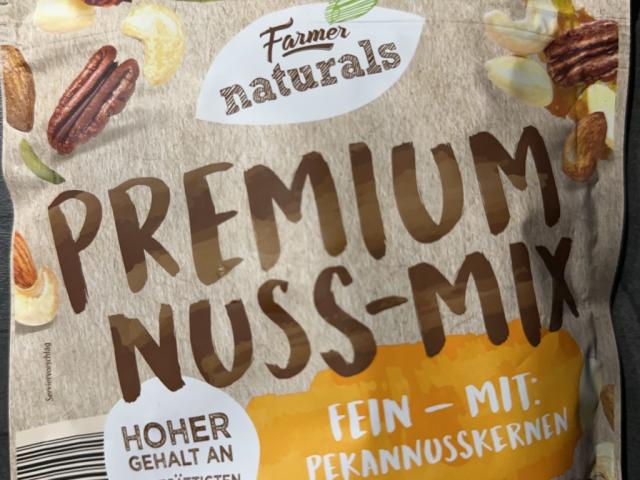 Farmer
naturals
PREMIUM
NUSS-MIX
Serviervorschlag
FEIN – MIT:
PEKANNUSSKERNEN
HOHER
GEHALT AN